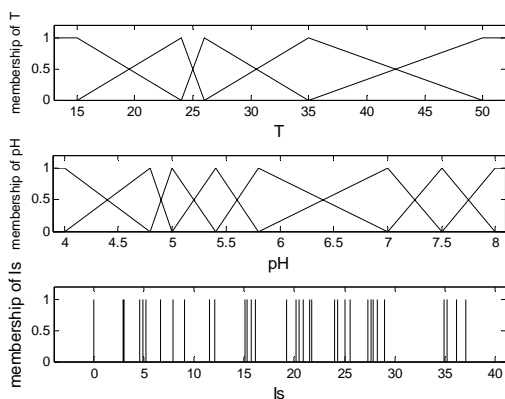 membership of T
1
0.5
0
15 20 25 30 35 40 45 50
T
membership of pH
1
0.5
0
4 4.5 5 5.5 6 6.5 7 7.5 8
pH
membership of Is
1
0.5
0
0 5 10 15 20 25 30 35 40
Is